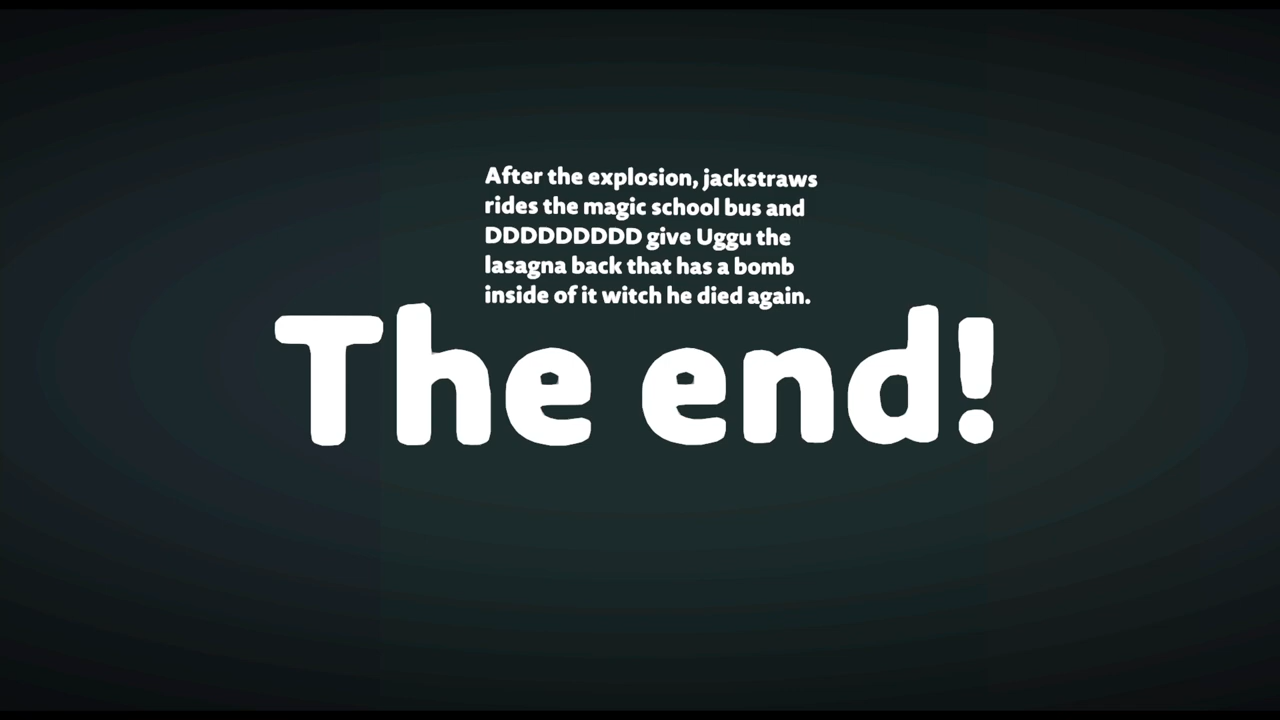 After the explosion, jackstraws
rides the magic school bus and
DDDDDDDDD give Uggu the
lasagna back that has a bomb
inside of it witch he died again.
The end!